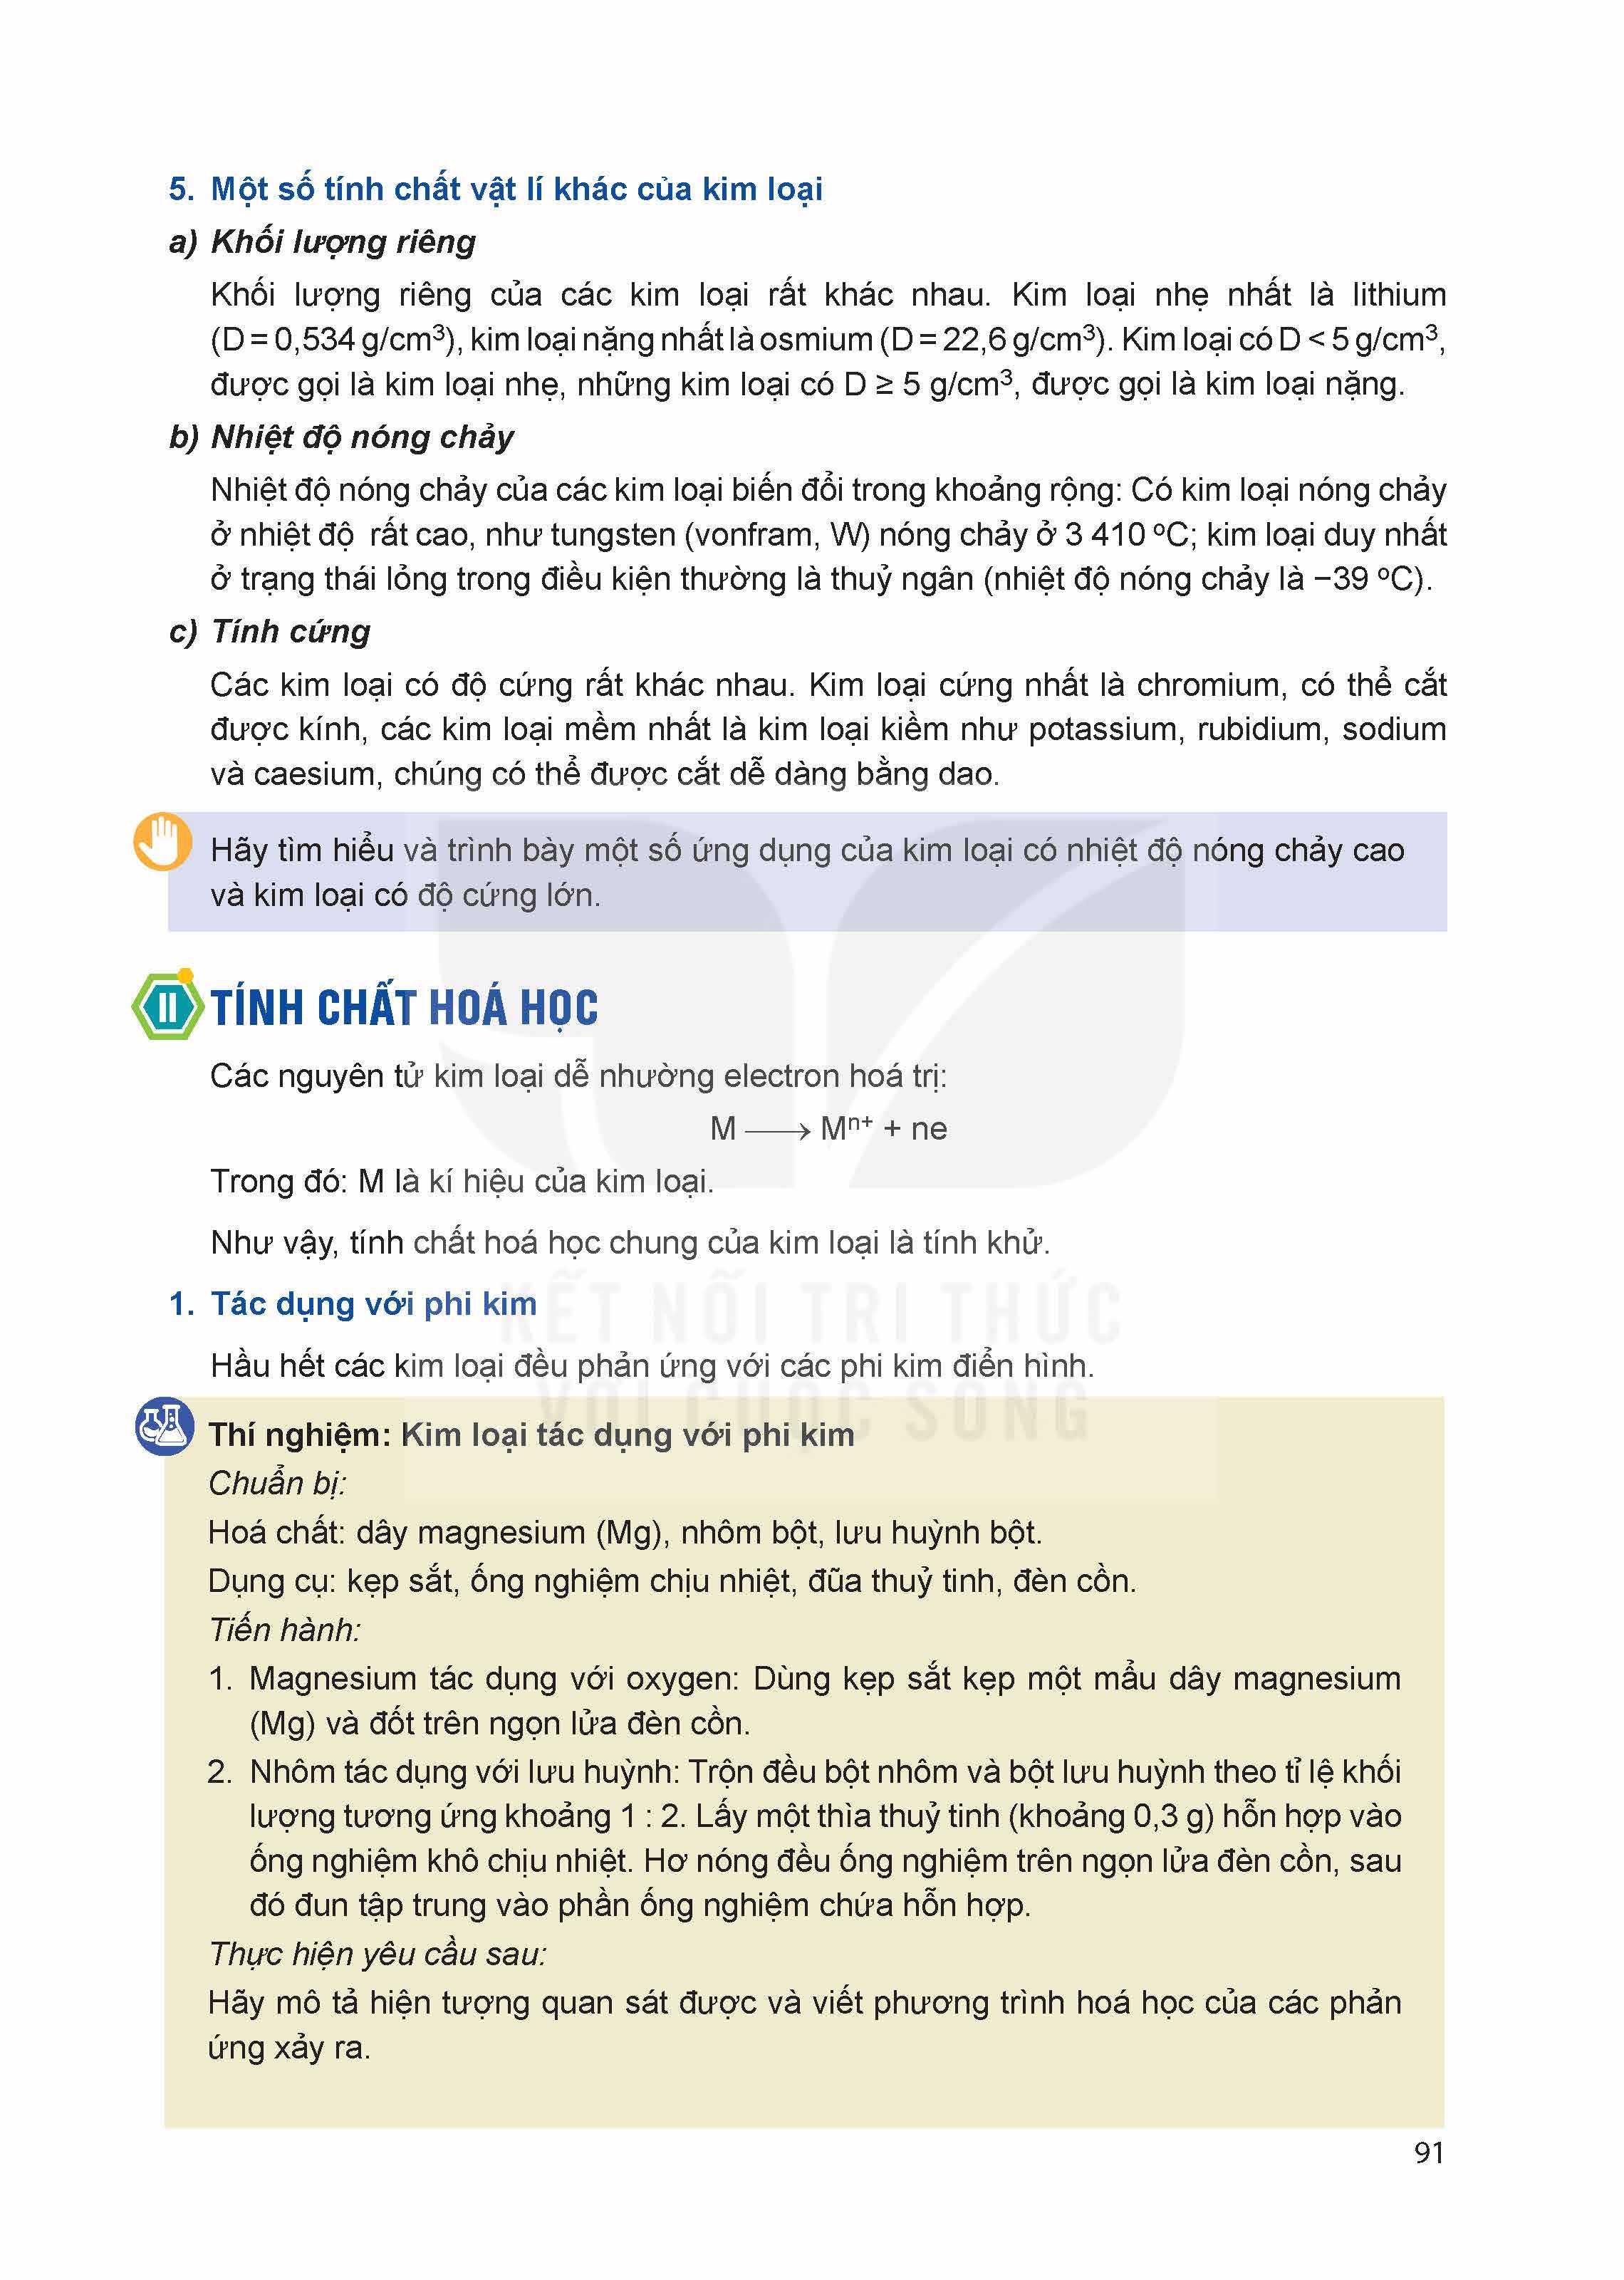 5. Một số tính chất vật lí khác của kim loại
a) Khối lượng riêng
Khối lượng riêng của các kim loại rất khác nhau. Kim loại nhẹ nhất là lithium
(D = 0,534 g/cm³), kim loại nặng nhất là osmium (D = 22,6 g/cm³). Kim loại có D < 5 g/cm³,
được gọi là kim loại nhẹ, những kim loại có D ≥ 5 g/cm³, được gọi là kim loại nặng.
b) Nhiệt độ nóng chảy
Nhiệt độ nóng chảy của các kim loại biến đổi trong khoảng rộng: Có kim loại nóng chảy
ở nhiệt độ rất cao, như tungsten (vonfram, W) nóng chảy ở 3 410 ºC; kim loại duy nhất
ở trạng thái lỏng trong điều kiện thường là thuỷ ngân (nhiệt độ nóng chảy là −39 ºC).
c) Tính cứng
Các kim loại có độ cứng rất khác nhau. Kim loại cứng nhất là chromium, có thể cắt
được kính, các kim loại mềm nhất là kim loại kiềm như potassium, rubidium, sodium
và caesium, chúng có thể được cắt dễ dàng bằng dao.
Hãy tìm hiểu và trình bày một số ứng dụng của kim loại có nhiệt độ nóng chảy cao
và kim loại có độ cứng lớn.
II TÍNH CHẤT HOÁ HỌC
Các nguyên tử kim loại dễ nhường electron hoá trị:
M ⟶ Mⁿ⁺ + ne
Trong đó: M là kí hiệu của kim loại.
Như vậy, tính chất hoá học chung của kim loại là tính khử.
1. Tác dụng với phi kim
KẾT NỐI TRI THỨC
Hầu hết các kim loại đều phản ứng với các phi kim điển hình.
VỚI CUỘC SỐNG
Thí nghiệm: Kim loại tác dụng với phi kim
Chuẩn bị:
Hoá chất: dây magnesium (Mg), nhôm bột, lưu huỳnh bột.
Dụng cụ: kẹp sắt, ống nghiệm chịu nhiệt, đũa thuỷ tinh, đèn cồn.
Tiến hành:
1. Magnesium tác dụng với oxygen: Dùng kẹp sắt kẹp một mẩu dây magnesium
(Mg) và đốt trên ngọn lửa đèn cồn.
2. Nhôm tác dụng với lưu huỳnh: Trộn đều bột nhôm và bột lưu huỳnh theo tỉ lệ khối
lượng tương ứng khoảng 1 : 2. Lấy một thìa thuỷ tinh (khoảng 0,3 g) hỗn hợp vào
ống nghiệm khô chịu nhiệt. Hơ nóng đều ống nghiệm trên ngọn lửa đèn cồn, sau
đó đun tập trung vào phần ống nghiệm chứa hỗn hợp.
Thực hiện yêu cầu sau:
Hãy mô tả hiện tượng quan sát được và viết phương trình hoá học của các phản
ứng xảy ra.
91